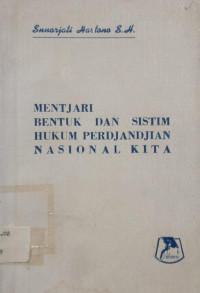 Sunarjati Hartono S.H.
MENTJARI
BENTUK DAN SISTIM
HUKUM PERDJANDJIAN
NASIONAL KITA